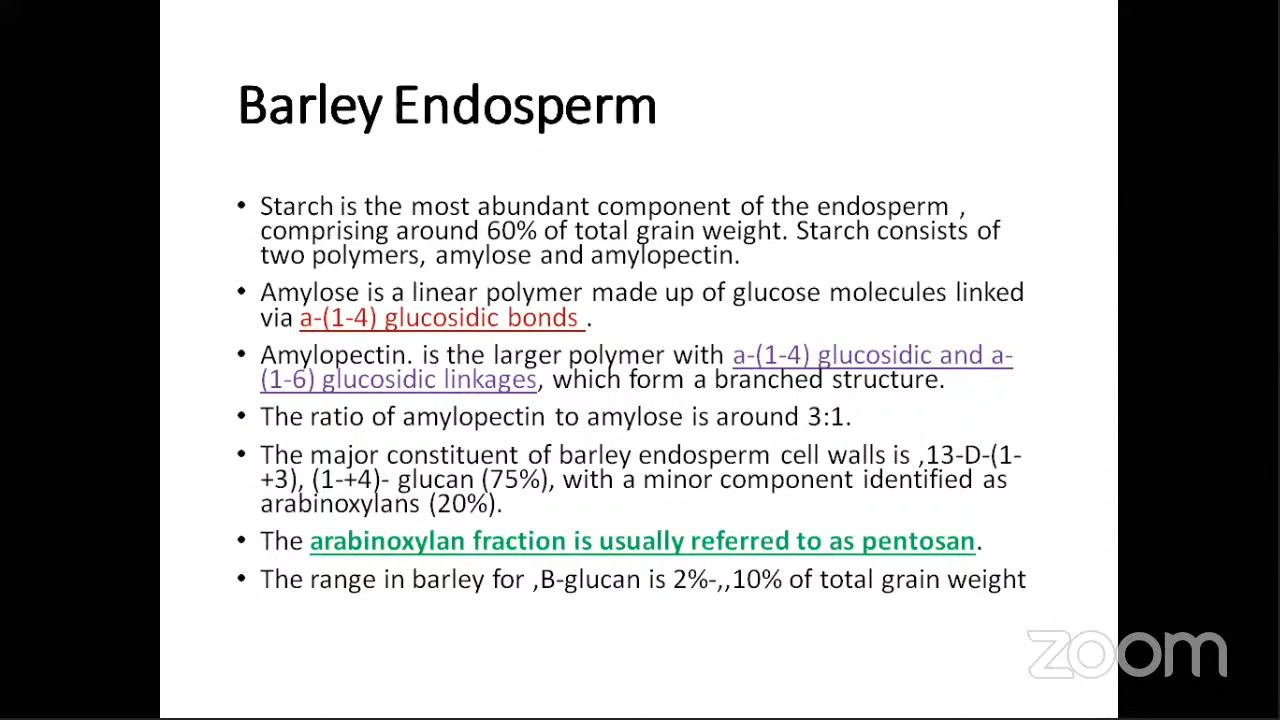 Barley Endosperm
• Starch is the most abundant component of the endosperm ,
comprising around 60% of total grain weight. Starch consists of
two polymers, amylose and amylopectin.
• Amylose is a linear polymer made up of glucose molecules linked
via a-(1-4) glucosidic bonds .
• Amylopectin. is the larger polymer with a-(1-4) glucosidic and a-
(1-6) glucosidic linkages, which form a branched structure.
• The ratio of amylopectin to amylose is around 3:1.
• The major constituent of barley endosperm cell walls is ,13-D-(1-
+3), (1-+4)- glucan (75%), with a minor component identified as
arabinoxylans (20%).
• The arabinoxylan fraction is usually referred to as pentosan.
• The range in barley for ,B-glucan is 2%-,,10% of total grain weight
zoom